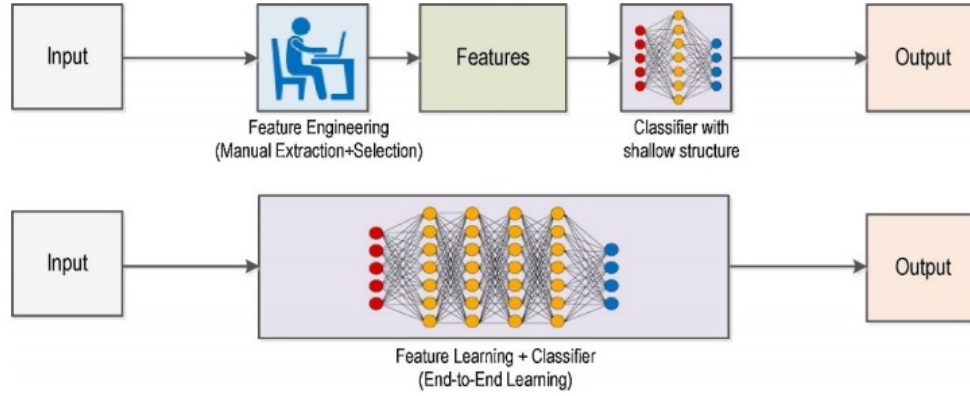 Input
Features
Output
Feature Engineering
(Manual Extraction+Selection)
Classifier with
shallow structure
Input
Output
Feature Learning + Classifier
(End-to-End Learning)